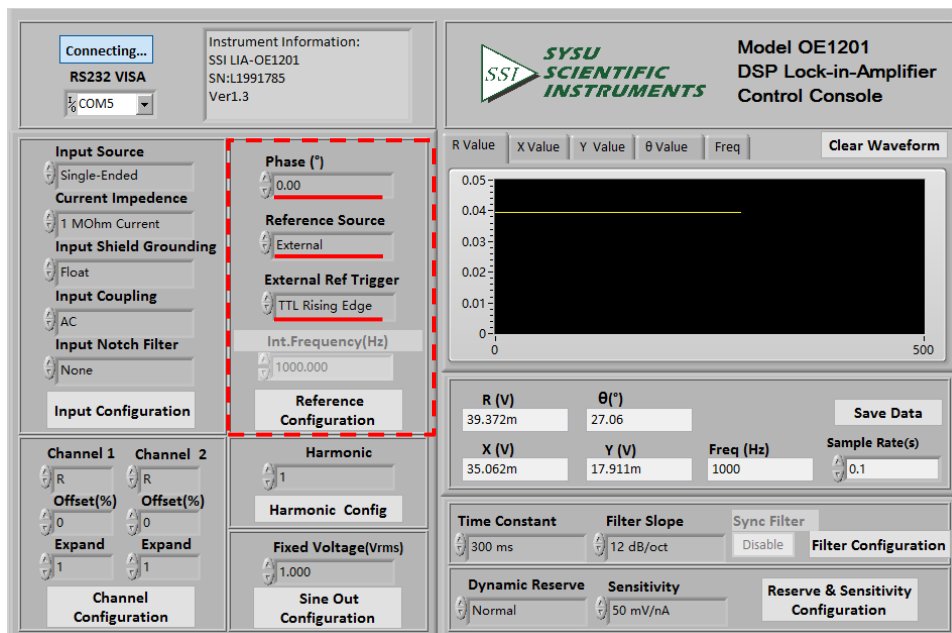 Connecting...
RS232 VISA
COM5
Instrument Information:
SSI LIA-OE1201
SN:L1991785
Ver1.3
SSI
SYSU
SCIENTIFIC
INSTRUMENTS
Model OE1201
DSP Lock-in-Amplifier
Control Console
Input Source
Single-Ended
Current Impedence
1 MOhm Current
Input Shield Grounding
Float
Input Coupling
AC
Input Notch Filter
None
Input Configuration
Phase (°)
0.00
Reference Source
External
External Ref Trigger
TTL Rising Edge
Int.Frequency(Hz)
1000.000
Reference
Configuration
R Value
X Value
Y Value
θ Value
Freq
Clear Waveform
0.05
0.04
0.03
0.02
0.01
0
0
500
R (V)
39.372m
θ(°)
27.06
Save Data
X (V)
35.062m
Y (V)
17.911m
Freq (Hz)
1000
Sample Rate(s)
0.1
Channel 1
Channel 2
R
R
Offset(%)
Offset(%)
0
0
Expand
Expand
1
1
Channel
Configuration
Harmonic
1
Harmonic Config
Fixed Voltage(Vrms)
1.000
Sine Out
Configuration
Time Constant
300 ms
Filter Slope
12 dB/oct
Sync Filter
Disable
Filter Configuration
Dynamic Reserve
Normal
Sensitivity
50 mV/nA
Reserve & Sensitivity
Configuration